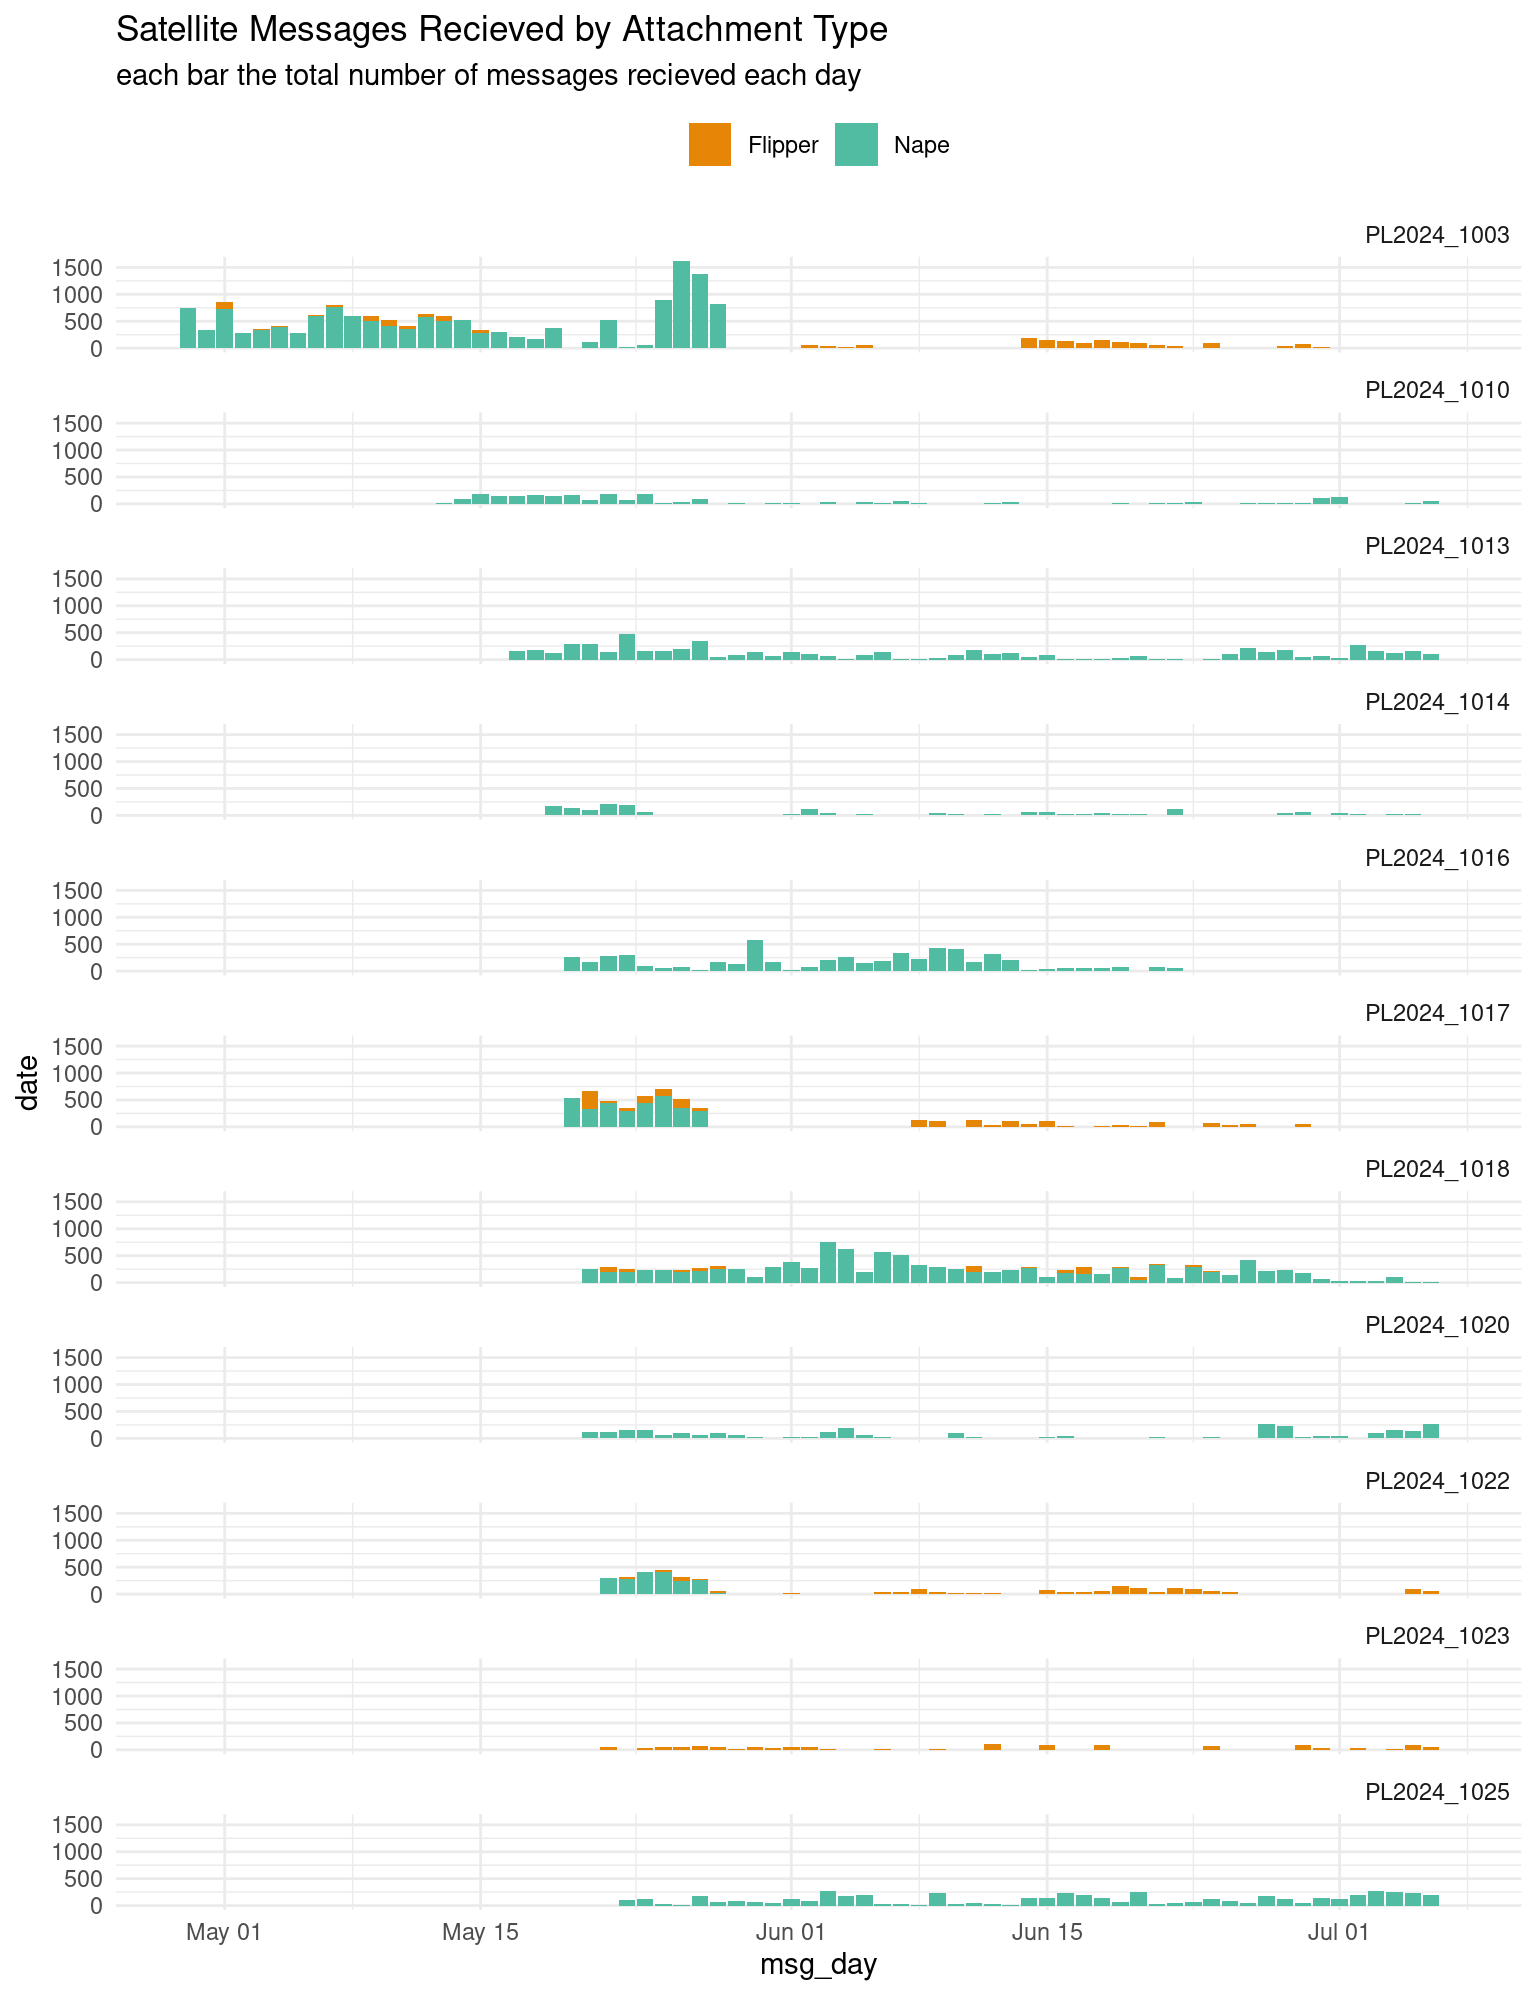 Satellite Messages Recieved by Attachment Type
each bar the total number of messages recieved each day
Flipper Nape
PL2024_1003
1500
1000
500
0
PL2024_1010
1500
1000
500
0
PL2024_1013
1500
1000
500
0
PL2024_1014
1500
1000
500
0
PL2024_1016
1500
1000
500
0
PL2024_1017
1500
1000
500
0
date
PL2024_1018
1500
1000
500
0
PL2024_1020
1500
1000
500
0
PL2024_1022
1500
1000
500
0
PL2024_1023
1500
1000
500
0
PL2024_1025
1500
1000
500
0
May 01 May 15 Jun 01 Jun 15 Jul 01
msg_day